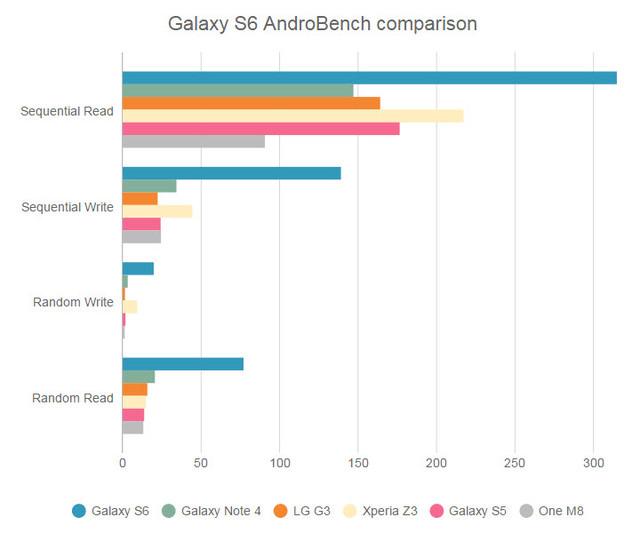 Galaxy S6 AndroBench comparison
Sequential Read
Sequential Write
Random Write
Random Read
0 50 100 150 200 250 300
Galaxy S6 Galaxy Note 4 LG G3 Xperia Z3 Galaxy S5 One M8